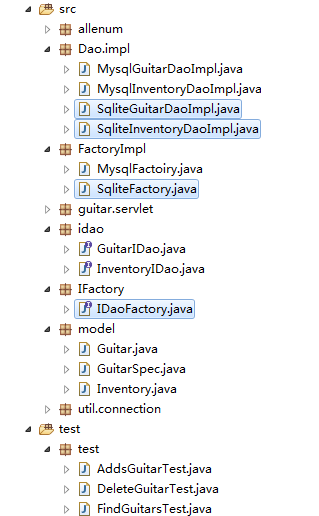 src
allenum
Dao.impl
MysqlGuitarDaoImpl.java
MysqlInventoryDaoImpl.java
SqliteGuitarDaoImpl.java
SqliteInventoryDaoImpl.java
FactoryImpl
MysqlFactoiry.java
SqliteFactory.java
guitar.servlet
idao
GuitarIDao.java
InventoryIDao.java
IFactory
IDaoFactory.java
model
Guitar.java
GuitarSpec.java
Inventory.java
util.connection
test
test
AddsGuitarTest.java
DeleteGuitarTest.java
FindGuitarsTest.java